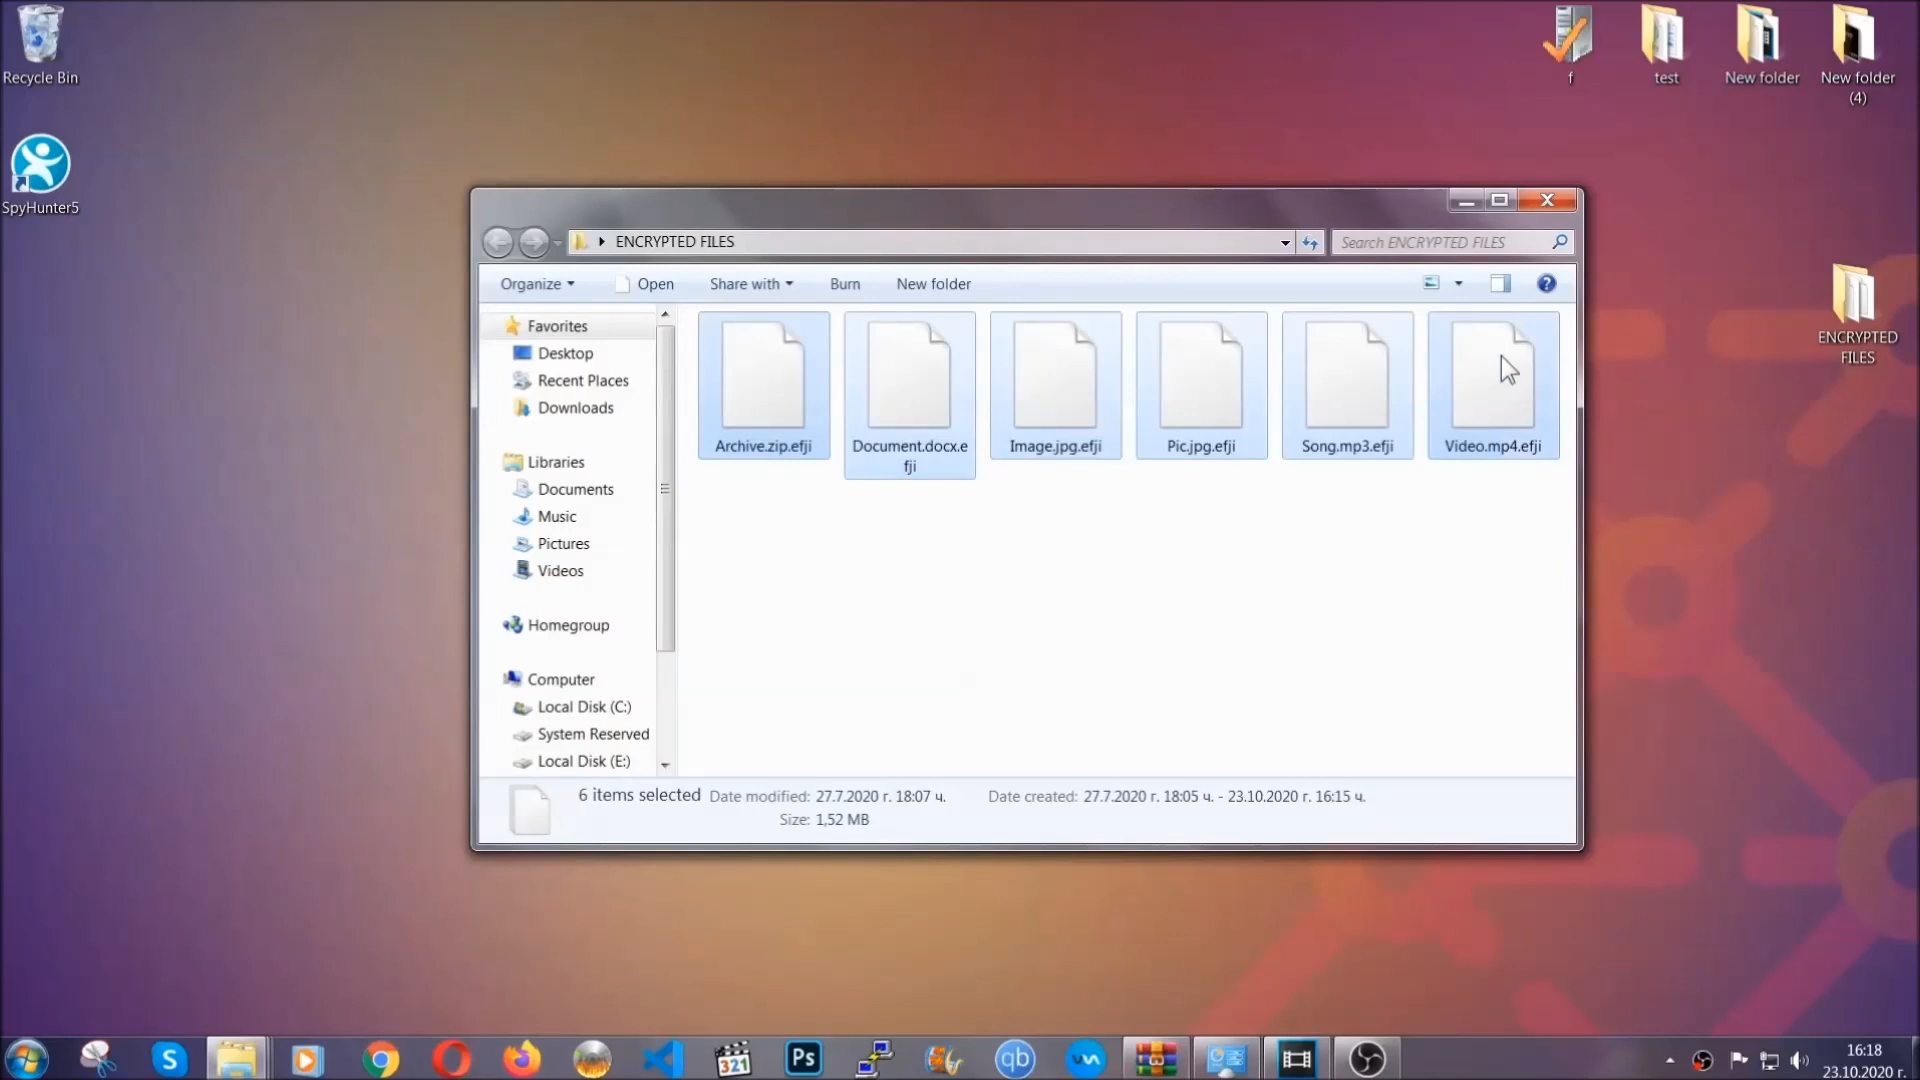 Recycle Bin
SpyHunter5
f
test
New folder
New folder
(4)
ENCRYPTED
FILES
ENCRYPTED FILES
Search ENCRYPTED FILES
Organize
Open
Share with
Burn
New folder
Favorites
Desktop
Recent Places
Downloads
Libraries
Documents
Music
Pictures
Videos
Homegroup
Computer
Local Disk (C:)
System Reserved
Local Disk (E:)
Archive.zip.efji
Document.docx.e
fji
Image.jpg.efji
Pic.jpg.efji
Song.mp3.efji
Video.mp4.efji
6 items selected
Date modified: 27.7.2020 г. 18:07 ч.
Date created: 27.7.2020 г. 18:05 ч. - 23.10.2020 г. 16:15 ч.
Size: 1,52 MB
S
321
Ps
qb
16:18
23.10.2020 г.